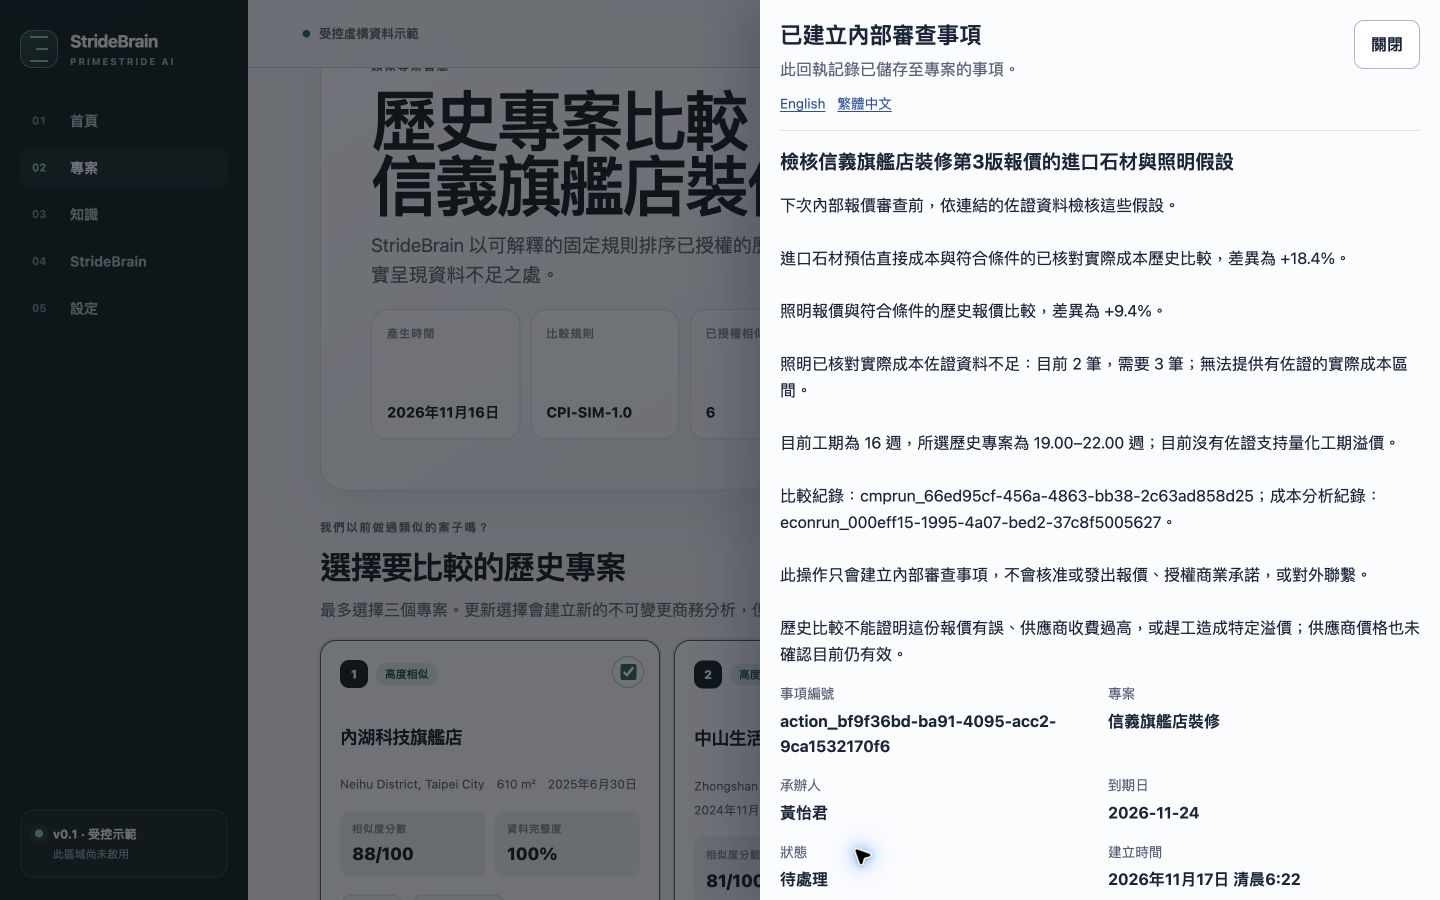 StrideBrain
PRIMESTRIDE AI
01 首頁
02 專案
03 知識
04 StrideBrain
05 設定
v0.1 · 受控示範
此區域尚未啟用
受控虛構資料示範
歷史專案比較
信義旗艦店裝
StrideBrain 以可解釋的固定規則排序已授權的
實呈現資料不足之處。
產生時間
2026年11月16日
比較規則
CPI-SIM-1.0
6
我們以前做過類似的案子嗎？
選擇要比較的歷史專案
最多選擇三個專案。更新選擇會建立新的不可變更商務分析，
1 高度相似
內湖科技旗艦店
Neihu District, Taipei City 610 m² 2025年6月30日
相似度分數
88/100
資料完整度
100%
2
中山生活
Zhongshan
2024年11月
相似度分數
81/100
已建立內部審查事項
此回執記錄已儲存至專案的事項。
關閉
English 繁體中文
檢核信義旗艦店裝修第3版報價的進口石材與照明假設
下次內部報價審查前，依連結的佐證資料檢核這些假設。
進口石材預估直接成本與符合條件的已核對實際成本歷史比較，差異為 +18.4%。
照明報價與符合條件的歷史報價比較，差異為 +9.4%。
照明已核對實際成本佐證資料不足：目前 2 筆，需要 3 筆；無法提供有佐證的實際成本區
間。
目前工期為 16 週，所選歷史專案為 19.00–22.00 週；目前沒有佐證支持量化工期溢價。
比較紀錄：cmprun_66ed95cf-456a-4863-bb38-2c63ad858d25；成本分析紀錄：
econrun_000eff15-1995-4a07-bed2-37c8f5005627。
此操作只會建立內部審查事項，不會核准或發出報價、授權商業承諾，或對外聯繫。
歷史比較不能證明這份報價有誤、供應商收費過高，或趕工造成特定溢價；供應商價格也未
確認目前仍有效。
事項編號
action_bf9f36bd-ba91-4095-acc2-
9ca1532170f6
專案
信義旗艦店裝修
承辦人
黃怡君
到期日
2026-11-24
狀態
待處理
建立時間
2026年11月17日 清晨6:22